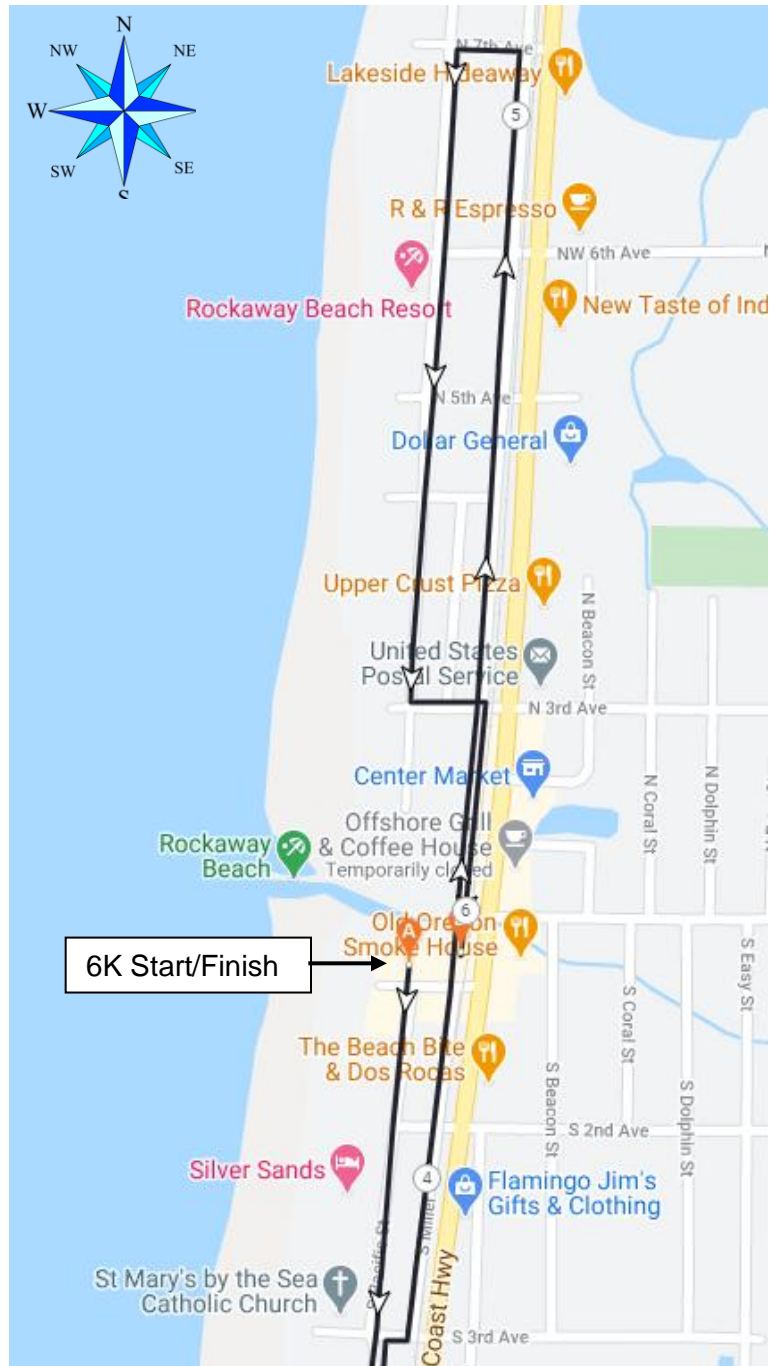 N
NW
NE
W
SW
SE
S
N 7th Ave
Lakeside Hideaway
5
R & R Espresso
NW 6th Ave
N
Rockaway Beach Resort
New Taste of Ind
N 5th Ave
Dollar General
Upper Crust Pizza
N Beacon St
United States
Postal Service
N 3rd Ave
Center Market
N Coral St
N Dolphin St
Offshore Grill
& Coffee House
Temporarily closed
Rockaway
Beach
6
A
Old Oregon
Smoke House
6K Start/Finish
S Easy St
S Coral St
The Beach Bite
& Dos Rocas
S Beacon St
S Dolphin St
S 2nd Ave
Silver Sands
4
Flamingo Jim's
Gifts & Clothing
S Miller
S Pacific St
St Mary's by the Sea
Catholic Church
Coast Hwy
S 3rd Ave